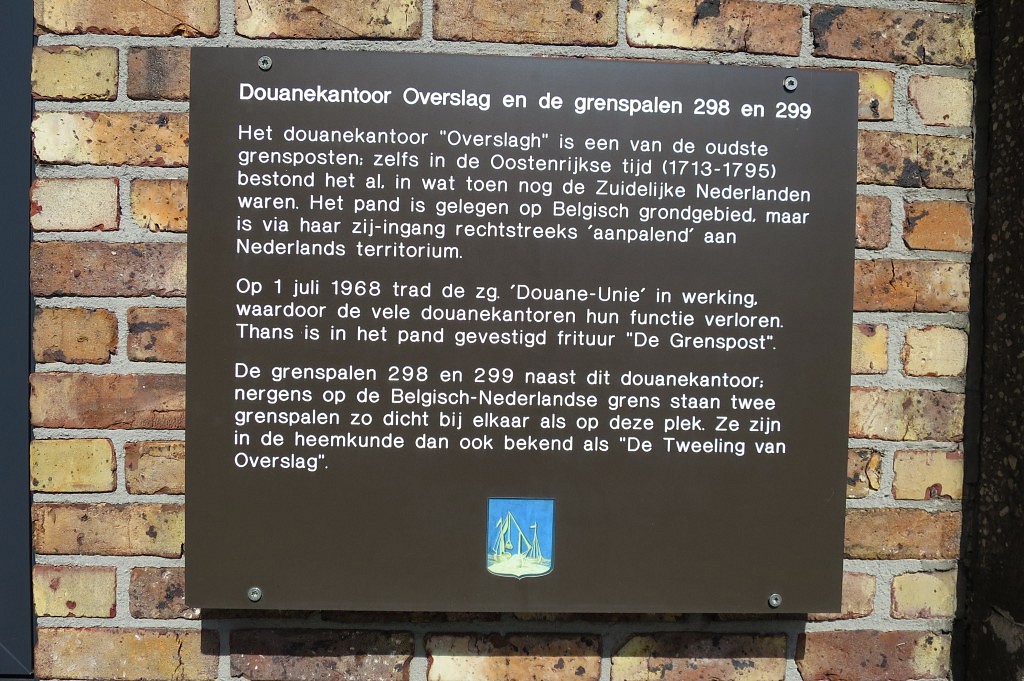 Douanekantoor Overslag en de grenspalen 298 en 299
Het douanekantoor "Overslagh" is een van de oudste
grensposten; zelfs in de Oostenrijkse tijd (1713-1795)
bestond het al, in wat toen nog de Zuidelijke Nederlanden
waren. Het pand is gelegen op Belgisch grondgebied, maar
is via haar zij-ingang rechtstreeks 'aanpalend' aan
Nederlands territorium.
Op 1 juli 1968 trad de zg. 'Douane-Unie' in werking,
waardoor de vele douanekantoren hun functie verloren.
Thans is in het pand gevestigd frituur "De Grenspost".
De grenspalen 298 en 299 naast dit douanekantoor;
nergens op de Belgisch-Nederlandse grens staan twee
grenspalen zo dicht bij elkaar als op deze plek. Ze zijn
in de heemkunde dan ook bekend als "De Tweeling van
Overslag".